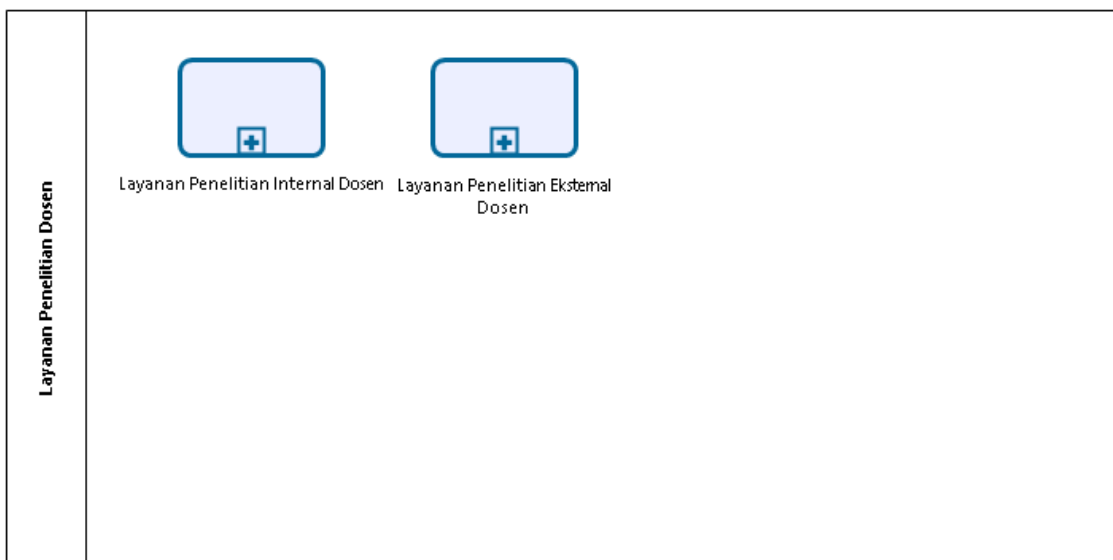 Layanan Penelitian Dosen
Layanan Penelitian Internal Dosen
Layanan Penelitian Eksternal
Dosen